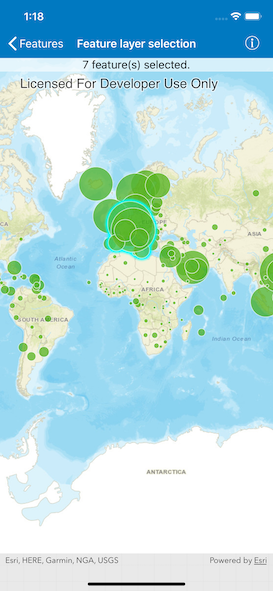 1:18
Features
Feature layer selection
7 feature(s) selected.
Licensed For Developer Use Only
ASIA
Atlantic
Ocean
AFRICA
SOUTH AMERICA
Indian Ocean
ANTARCTICA
Esri, HERE, Garmin, NGA, USGS
Powered by Esri